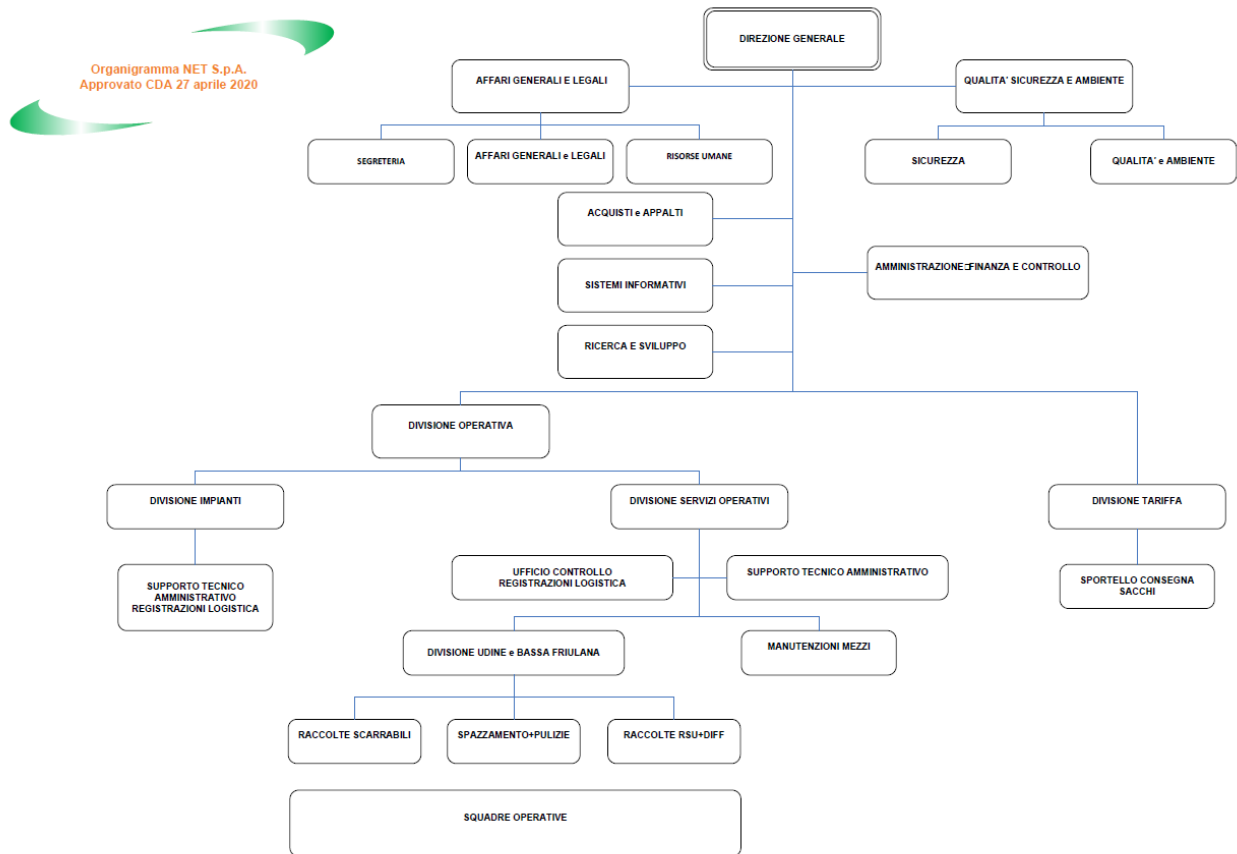 DIREZIONE GENERALE
Organigramma NET S.p.A.
Approvato CDA 27 aprile 2020
AFFARI GENERALI E LEGALI
QUALITA' SICUREZZA E AMBIENTE
SEGRETERIA
AFFARI GENERALI e LEGALI
RISORSE UMANE
SICUREZZA
QUALITA' e AMBIENTE
ACQUISTI e APPALTI
AMMINISTRAZIONE□FINANZA E CONTROLLO
SISTEMI INFORMATIVI
RICERCA E SVILUPPO
DIVISIONE OPERATIVA
DIVISIONE IMPIANTI
DIVISIONE SERVIZI OPERATIVI
DIVISIONE TARIFFA
SUPPORTO TECNICO
AMMINISTRATIVO
REGISTRAZIONI LOGISTICA
UFFICIO CONTROLLO
REGISTRAZIONI LOGISTICA
SUPPORTO TECNICO AMMINISTRATIVO
SPORTELLO CONSEGNA
SACCHI
DIVISIONE UDINE e BASSA FRIULANA
MANUTENZIONI MEZZI
RACCOLTE SCARRABILI
SPAZZAMENTO+PULIZIE
RACCOLTE RSU+DIFF
SQUADRE OPERATIVE